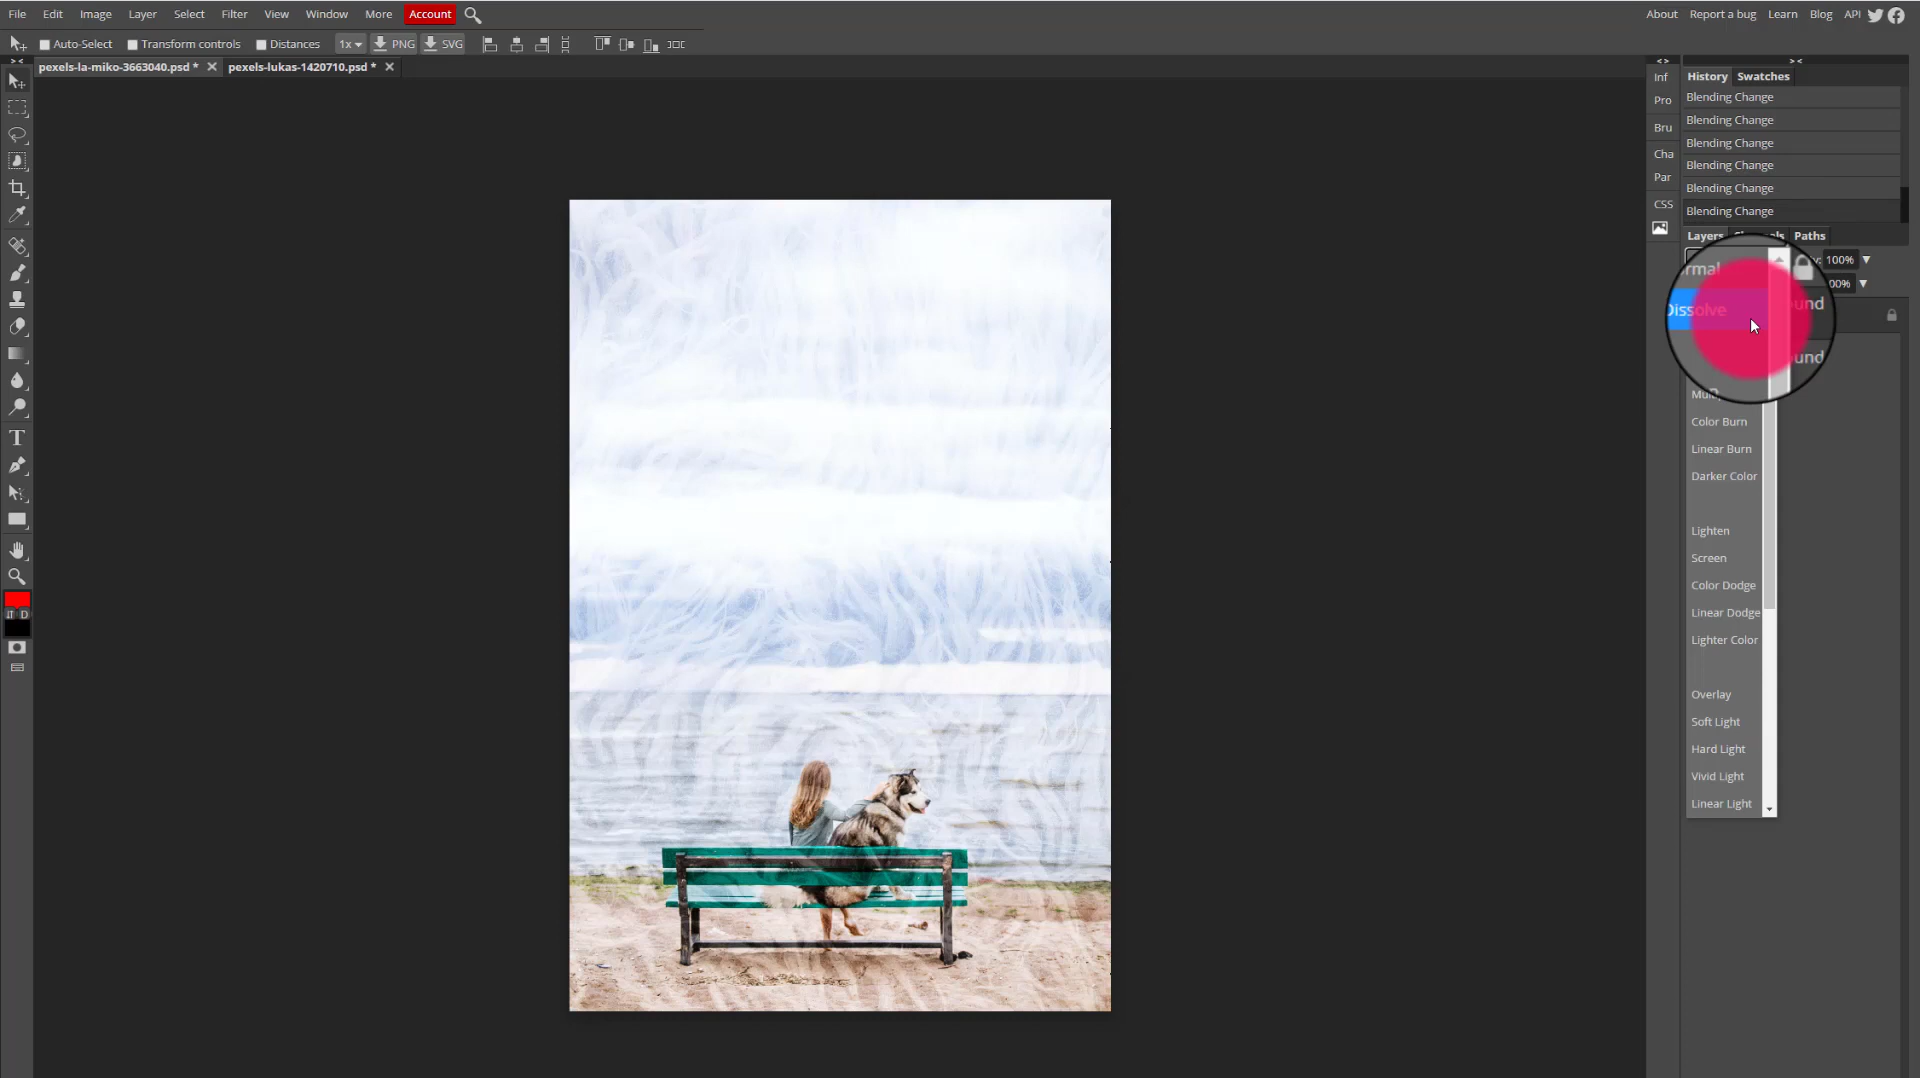 File Edit Image Layer Select Filter View Window More Account About Report a bug Learn Blog API
Auto-Select Transform controls Distances 1x PNG SVG
pexels-la-miko-3663040.psd * pexels-lukas-1420710.psd *
Inf
Pro
Bru
Cha
Par
CSS
History Swatches
Blending Change
Blending Change
Blending Change
Blending Change
Blending Change
Blending Change
Layers Paths
100%
00%
rmal
Dissolve
und
und
Color Burn
Linear Burn
Darker Color
Lighten
Screen
Color Dodge
Linear Dodge
Lighter Color
Overlay
Soft Light
Hard Light
Vivid Light
Linear Light
T
D